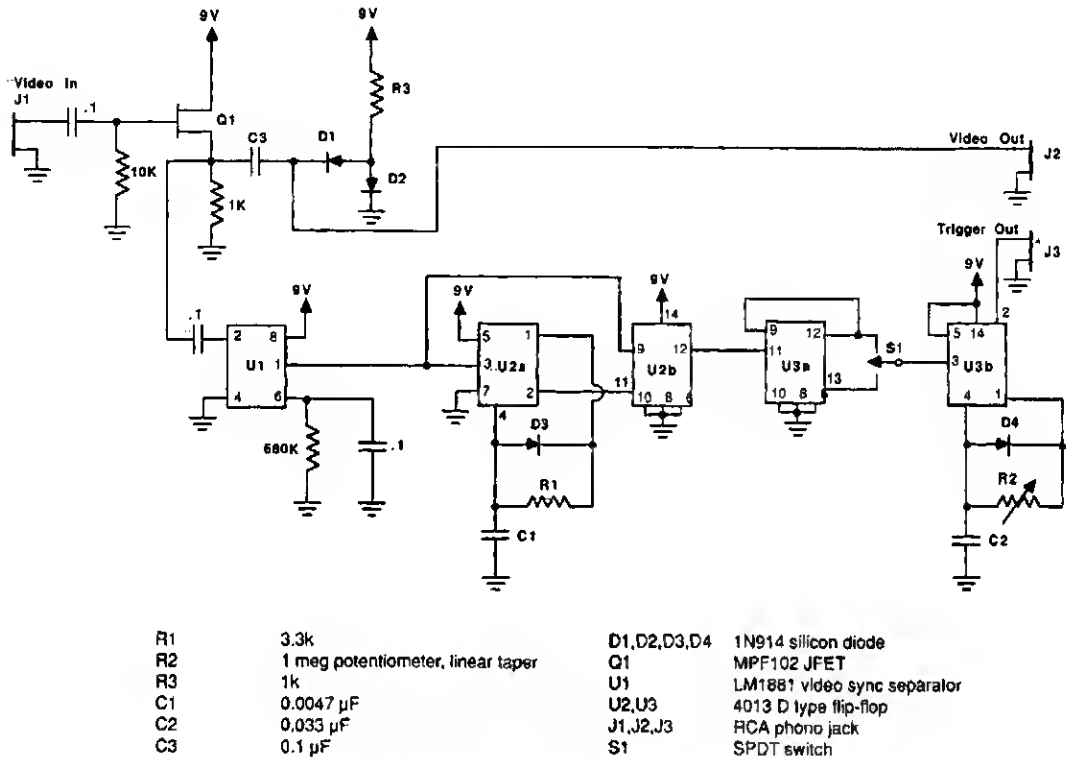 9V
9V
Video In
J1
.1
Q1
R3
C3
D1
10K
D2
1K
Video Out
J2
Trigger Out
J3
9V
9V
9V
9V
.1
2
8
U1
1
4
6
680K
.1
5
1
3
U2a
7
2
4
D3
R1
C1
14
9
12
U2b
11
10
8
6
9
12
11
U3a
13
10
8
S1
2
5
14
3
U3b
4
1
D4
R2
C2
R1 3.3k
R2 1 meg potentiometer, linear taper
R3 1k
C1 0.0047 µF
C2 0.033 µF
C3 0.1 µF
D1,D2,D3,D4 1N914 silicon diode
Q1 MPF102 JFET
U1 LM1881 video sync separator
U2,U3 4013 D type flip-flop
J1,J2,J3 RCA phono jack
S1 SPDT switch